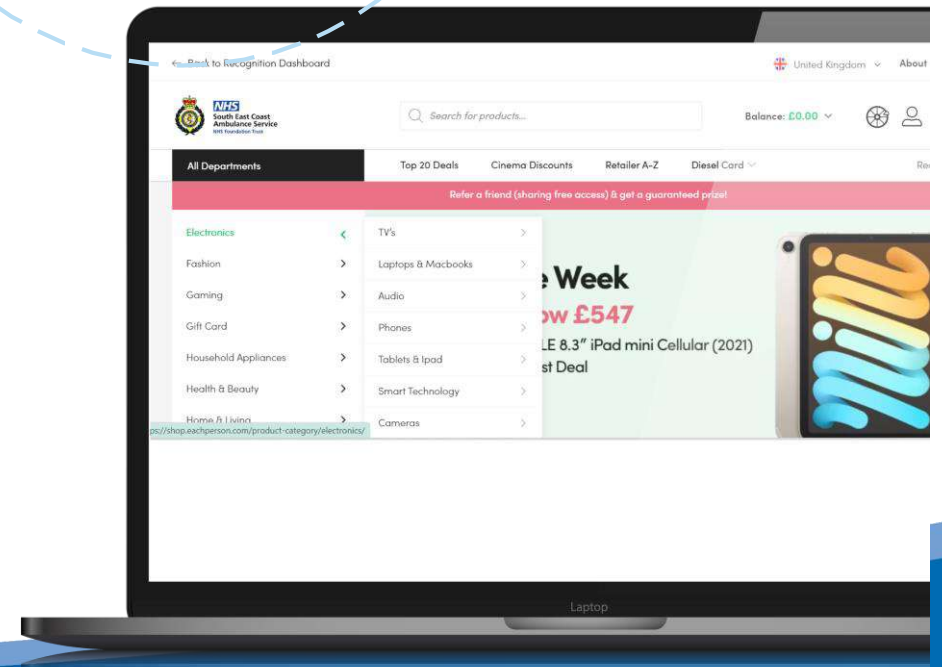 ← Back to Recognition Dashboard
United Kingdom
About
NHS
South East Coast
Ambulance Service
NHS Foundation Trust
Search for products...
Balance: £0.00
All Departments
Top 20 Deals
Cinema Discounts
Retailer A-Z
Diesel Card
Refer a friend (sharing free access) & get a guaranteed prize!
Electronics
Fashion
Gaming
Gift Card
Household Appliances
Health & Beauty
Home & Living
TV's
Laptops & Macbooks
Audio
Phones
Tablets & Ipad
Smart Technology
Cameras
e Week
ow £547
LE 8.3" iPad mini Cellular (2021)
st Deal
ps://shop.eachperson.com/product-category/electronics/
Laptop